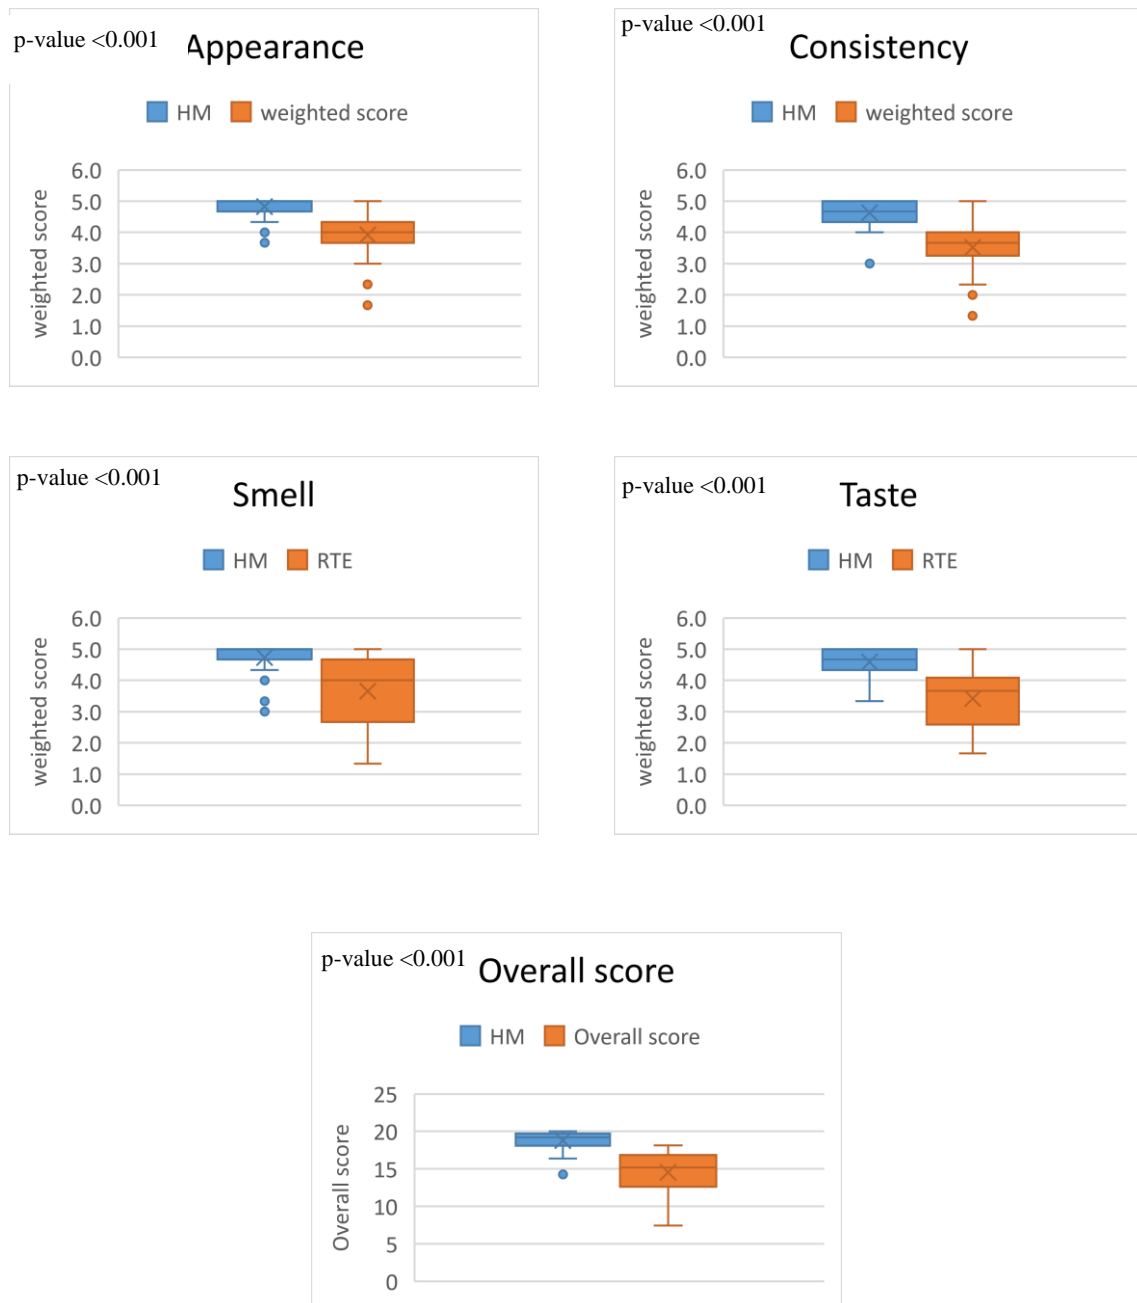 p-value <0.001
Appearance
HM weighted score
weighted score
6.0
5.0
4.0
3.0
2.0
1.0
0.0
p-value <0.001
Consistency
HM weighted score
weighted score
6.0
5.0
4.0
3.0
2.0
1.0
0.0
p-value <0.001
Smell
HM RTE
weighted score
6.0
5.0
4.0
3.0
2.0
1.0
0.0
p-value <0.001
Taste
HM RTE
weighted score
6.0
5.0
4.0
3.0
2.0
1.0
0.0
p-value <0.001
Overall score
HM Overall score
Overall score
25
20
15
10
5
0